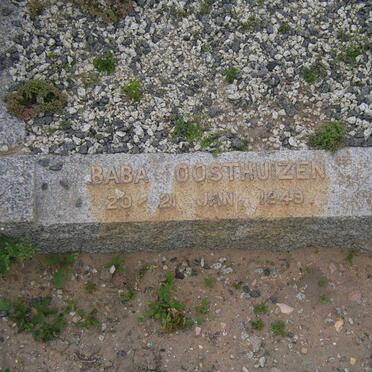 BABA OOSTHUIZEN
20 - 21 JAN. 1949.